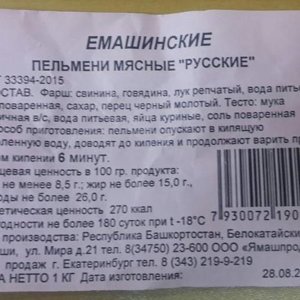 ЕМАШИНСКИЕ
ПЕЛЬМЕНИ МЯСНЫЕ "РУССКИЕ"
33394-2015
ОСТАВ. Фарш: свинина, говядина, лук репчатый, вода питьевая
поваренная, сахар, перец черный молотый. Тесто: мука
ичная в/с, вода питьевая, яйца куриные, соль поваренная
особ приготовления: пельмени опускают в кипящую
ленную воду, доводят до кипения и продолжают варить пр
ом кипении 6 минут.
щевая ценность в 100 гр. продукта:
не менее 8,5 г.; жир не более 15,0 г.,
оды не более 26,0 г.
етическая ценность 270 ккал
годности не более 180 суток при t -18°С
производства: Республика Башкортостан, Белокатайски
ши, ул. Мира д.21 тел. 8(34750) 23-600 ООО «Ямашпро
продаж г. Екатеринбург тел. 8 (343) 219-9-219
А НЕТТО 1 КГ Дата изготовления:
28.08.2
7 930072 190